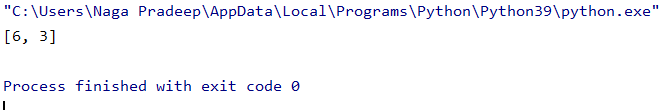 "C:\Users\Naga Pradeep\AppData\Local\Programs\Python\Python39\python.exe"
[6, 3]
Process finished with exit code 0